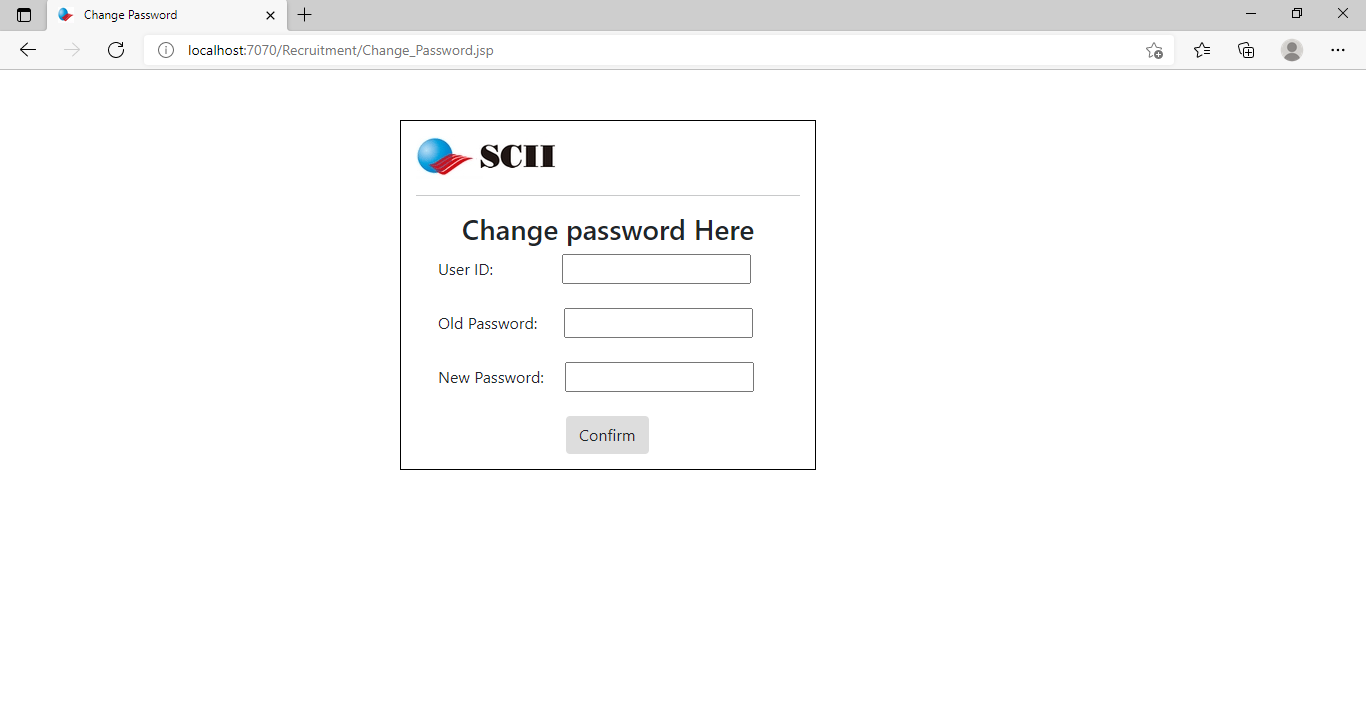 Change Password
localhost:7070/Recruitment/Change_Password.jsp
SCII
Change password Here
User ID:
Old Password:
New Password:
Confirm